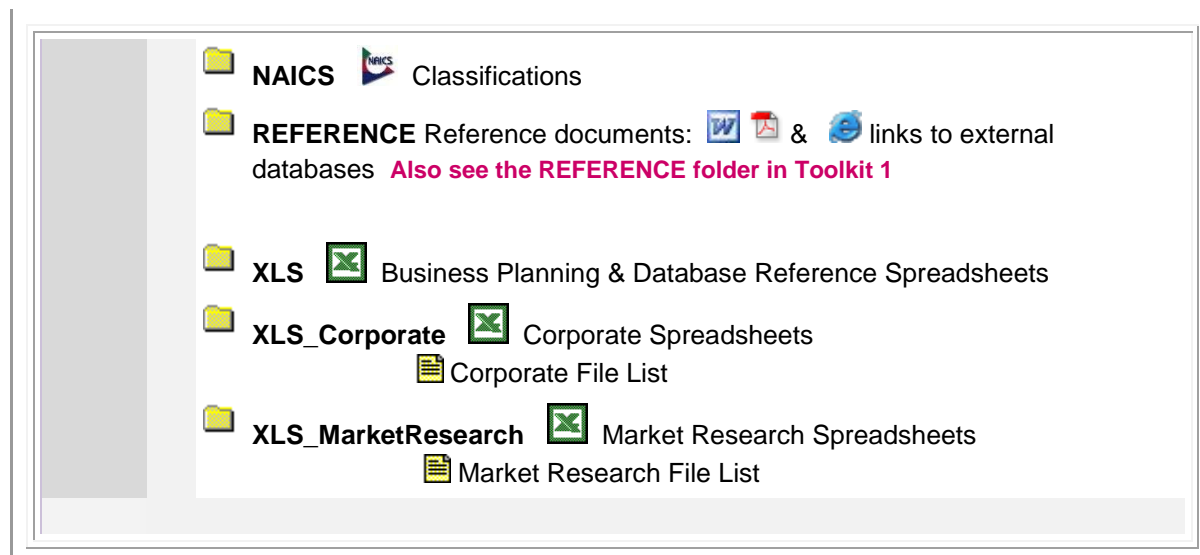 NAICS NAICS Classifications
REFERENCE Reference documents: W & e links to external
databases Also see the REFERENCE folder in Toolkit 1
XLS X Business Planning & Database Reference Spreadsheets
XLS_Corporate X Corporate Spreadsheets
Corporate File List
XLS_MarketResearch X Market Research Spreadsheets
Market Research File List